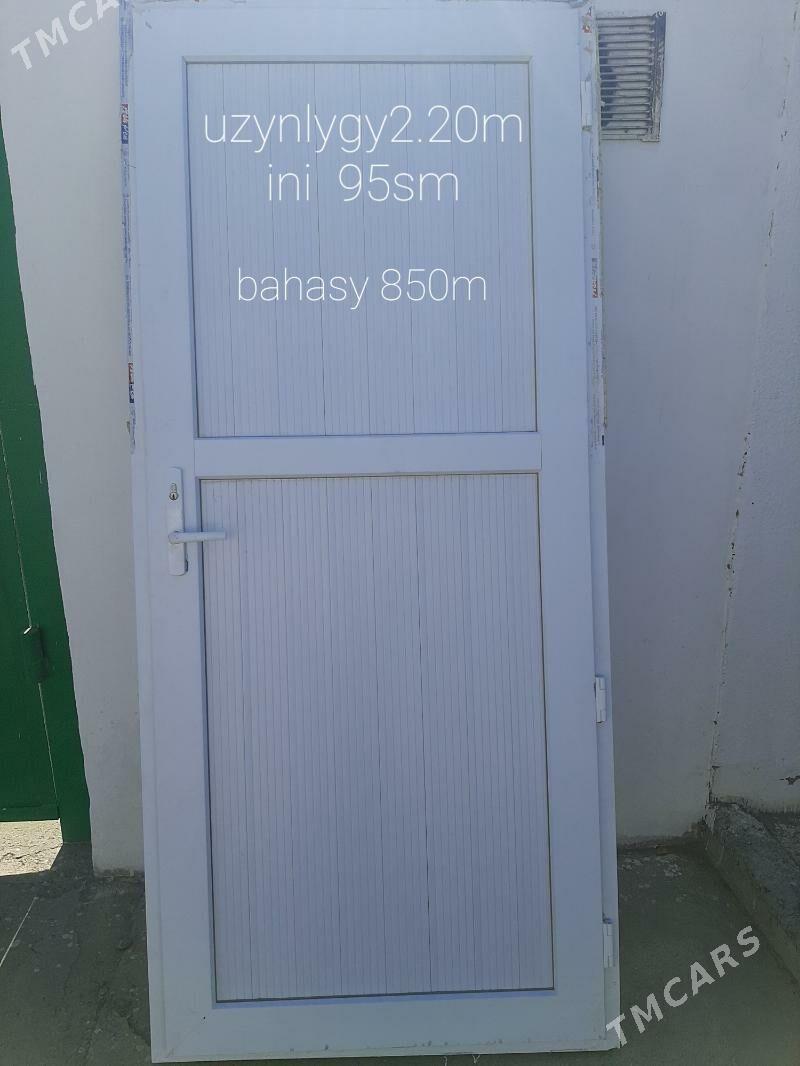 TMCARS
uzynlygy2.20m
ini 95sm
bahasy 850m
TMCARS